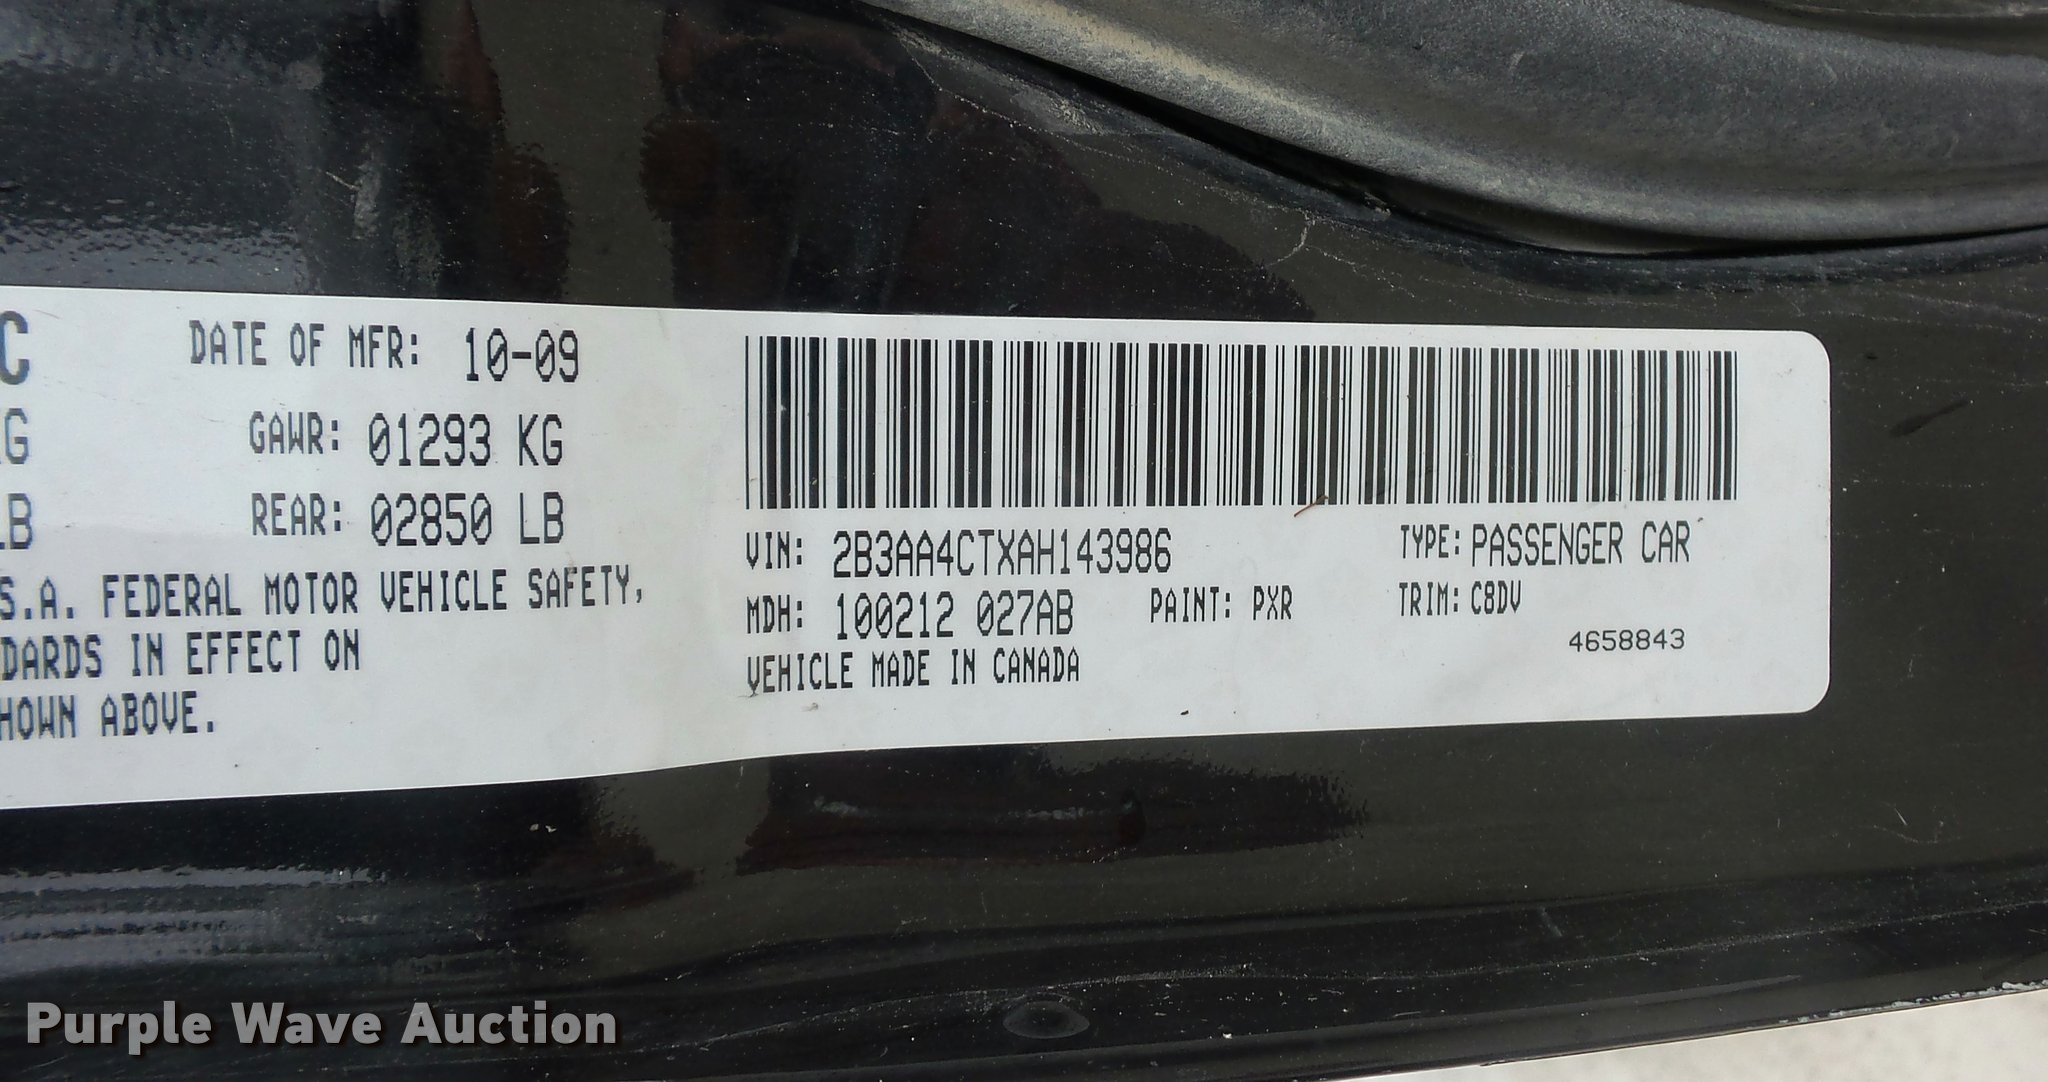 C
DATE OF MFR: 10-09
KG
GAWR: 01293 KG
LB
REAR: 02850 LB
S.A. FEDERAL MOTOR VEHICLE SAFETY,
DARDS IN EFFECT ON
HOWN ABOVE.
VIN: 2B3AA4CTXAH143986
TYPE: PASSENGER CAR
MDH: 100212 027AB
PAINT: PXR
TRIM: C8DV
VEHICLE MADE IN CANADA
4658843
Purple Wave Auction